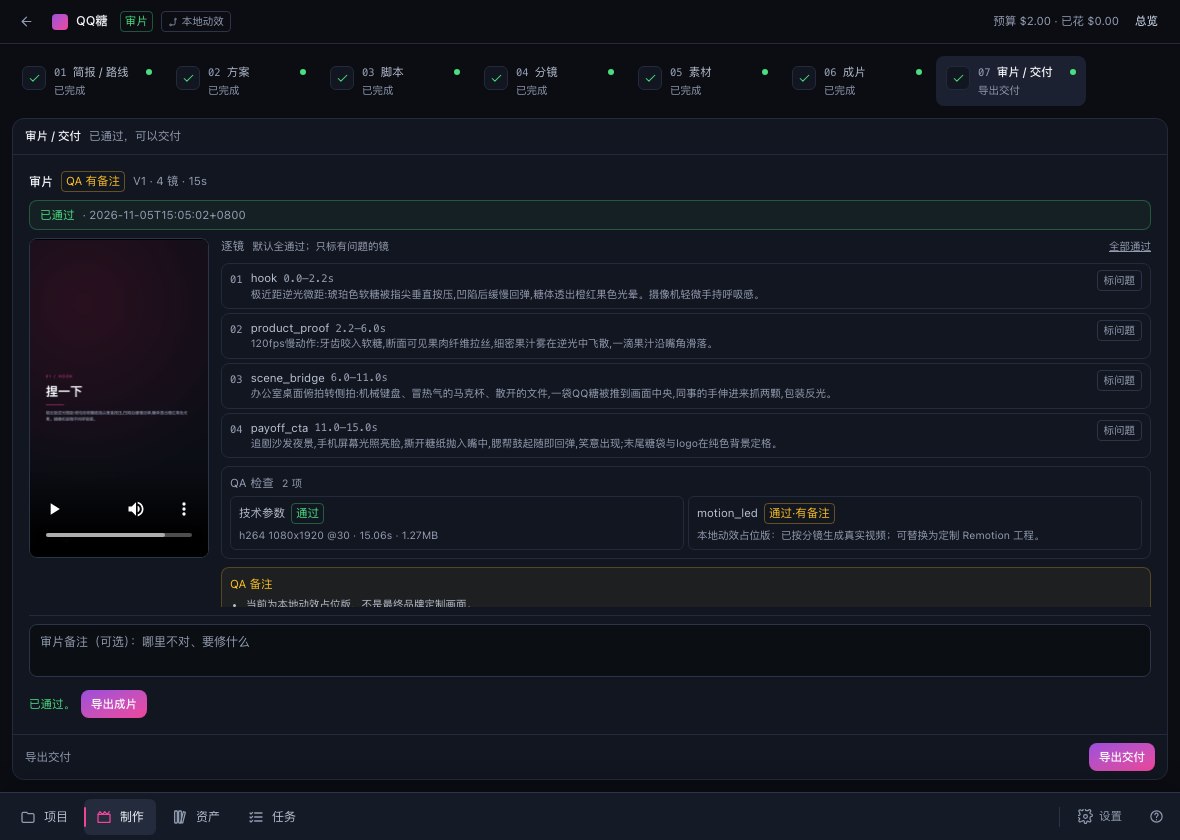 QQ糖 审片 本地动效 预算 $2.00 · 已花 $0.00 总览
01 简报 / 路线
已完成
02 方案
已完成
03 脚本
已完成
04 分镜
已完成
05 素材
已完成
06 成片
已完成
07 审片 / 交付
导出交付
审片 / 交付 已通过，可以交付
审片 QA 有备注 V1 · 4 镜 · 15s
已通过 · 2026-11-05T15:05:02+0800
捏一下
逐镜 默认全通过；只标有问题的镜 全部通过
01 hook 0.0–2.2s 标问题
极近距逆光微距:琥珀色软糖被指尖垂直按压,凹陷后缓慢回弹,糖体透出橙红果色光晕。摄像机轻微手持呼吸感。
02 product_proof 2.2–6.0s 标问题
120fps慢动作:牙齿咬入软糖,断面可见果肉纤维拉丝,细密果汁雾在逆光中飞散,一滴果汁沿嘴角滑落。
03 scene_bridge 6.0–11.0s 标问题
办公室桌面俯拍转侧拍:机械键盘、冒热气的马克杯、散开的文件,一袋QQ糖被推到画面中央,同事的手伸进来抓两颗,包装反光。
04 payoff_cta 11.0–15.0s 标问题
追剧沙发夜景,手机屏幕光照亮脸,撕开糖纸抛入嘴中,腮帮鼓起随即回弹,笑意出现;末尾糖袋与logo在纯色背景定格。
QA 检查 2 项
技术参数 通过
h264 1080x1920 @30 · 15.06s · 1.27MB
motion_led 通过·有备注
本地动效占位版：已按分镜生成真实视频；可替换为定制 Remotion 工程。
QA 备注
当前为本地动效占位版，不是最终品牌定制画面。
审片备注（可选）：哪里不对、要修什么
已通过。 导出成片
导出交付 导出交付
项目 制作 资产 任务 设置